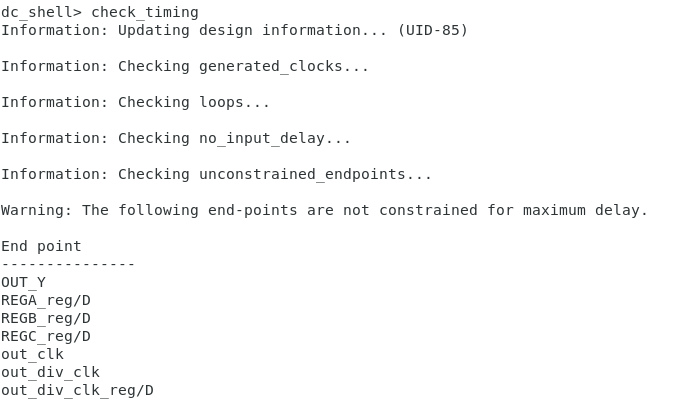 dc_shell> check_timing
Information: Updating design information... (UID-85)
Information: Checking generated_clocks...
Information: Checking loops...
Information: Checking no_input_delay...
Information: Checking unconstrained_endpoints...
Warning: The following end-points are not constrained for maximum delay.
End point
---------------
OUT_Y
REGA_reg/D
REGB_reg/D
REGC_reg/D
out_clk
out_div_clk
out_div_clk_reg/D